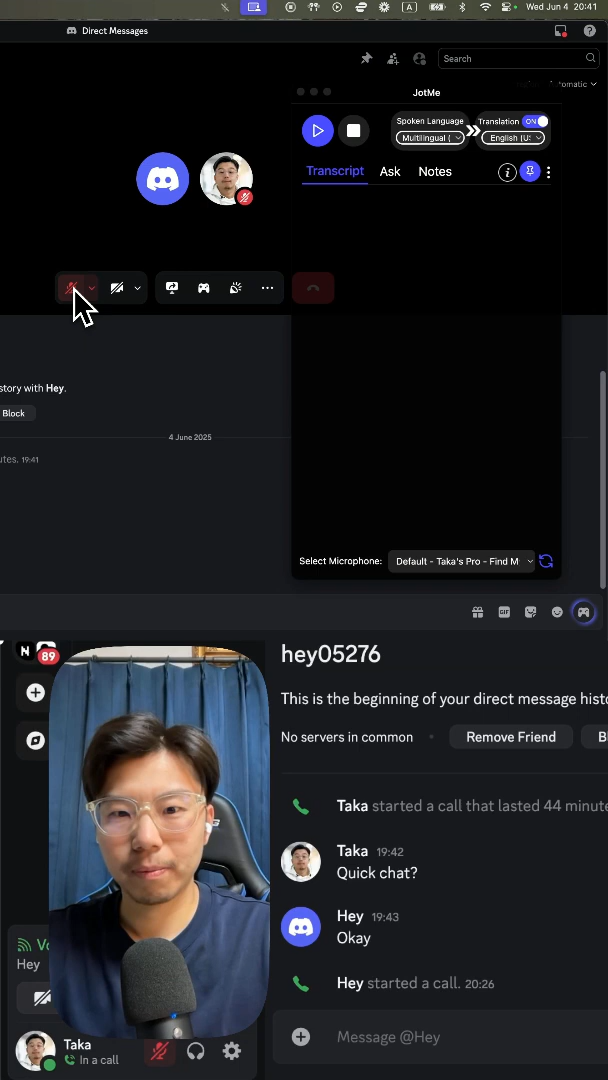 Wed Jun 4 20:41
A
Direct Messages
Search
JotMe
Spoken Language
Multilingual (
Translation
ON
English (U:
Transcript
Ask
Notes
story with Hey.
Block
4 June 2025
utes. 19:41
Select Microphone:
Default - Taka's Pro - Find M
GIF
N
89
hey05276
This is the beginning of your direct message histo
No servers in common
Remove Friend
Bl
Taka started a call that lasted 44 minute
Taka 19:42
Quick chat?
Hey 19:43
Okay
Hey started a call. 20:26
Message @Hey
Vo
Hey
Taka
In a call